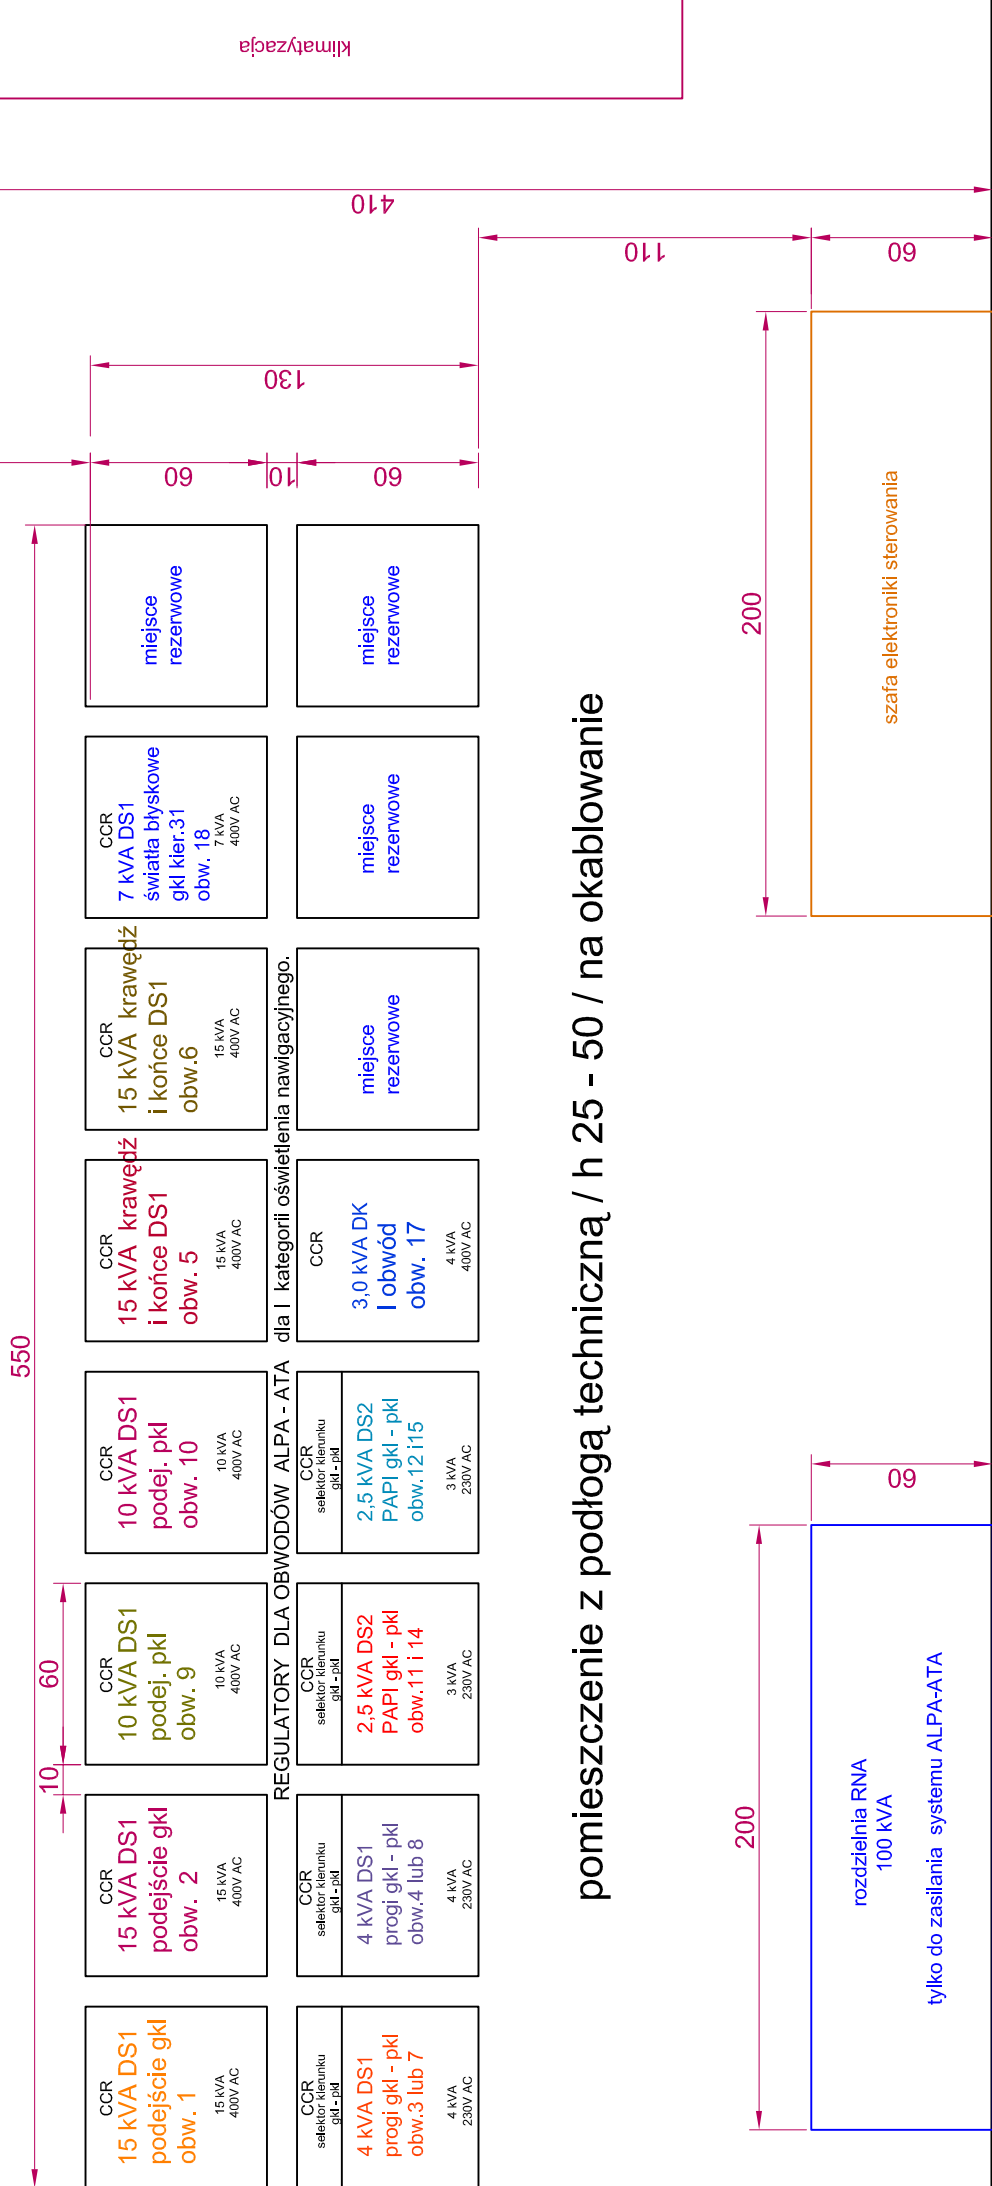 klimatyzacja
410
110
60
130
60
10
60
550
60
10
200
200
60
CCR
15 kVA DS1
podejście gkl
obw. 1
15 kVA
400V AC
CCR
15 kVA DS1
podejście gkl
obw. 2
15 kVA
400V AC
CCR
10 kVA DS1
podej. pkl
obw. 9
10 kVA
400V AC
CCR
10 kVA DS1
podej. pkl
obw. 10
10 kVA
400V AC
CCR
15 kVA krawędź
i końce DS1
obw. 5
15 kVA
400V AC
CCR
15 kVA krawędź
i końce DS1
obw.6
15 kVA
400V AC
CCR
7 kVA DS1
światła błyskowe
gkl kier.31
obw. 18
7 kVA
400V AC
miejsce
rezerwowe
REGULATORY DLA OBWODÓW ALPA - ATA dla I kategorii oświetlenia nawigacyjnego.
CCR
selektor kierunku
gkl - pkl
4 kVA DS1
progi gkl - pkl
obw.3 lub 7
4 kVA
230V AC
CCR
selektor kierunku
gkl - pkl
4 kVA DS1
progi gkl - pkl
obw.4 lub 8
4 kVA
230V AC
CCR
selektor kierunku
gkl - pkl
2,5 kVA DS2
PAPI gkl - pkl
obw.11 i 14
3 kVA
230V AC
CCR
selektor kierunku
gkl - pkl
2,5 kVA DS2
PAPI gkl - pkl
obw.12 i15
3 kVA
230V AC
CCR
3,0 kVA DK
I obwód
obw. 17
4 kVA
400V AC
miejsce
rezerwowe
miejsce
rezerwowe
miejsce
rezerwowe
pomieszczenie z podłogą techniczną / h 25 - 50 / na okablowanie
rozdzielnia RNA
100 kVA
tylko do zasilania systemu ALPA-ATA
szafa elektroniki sterowania